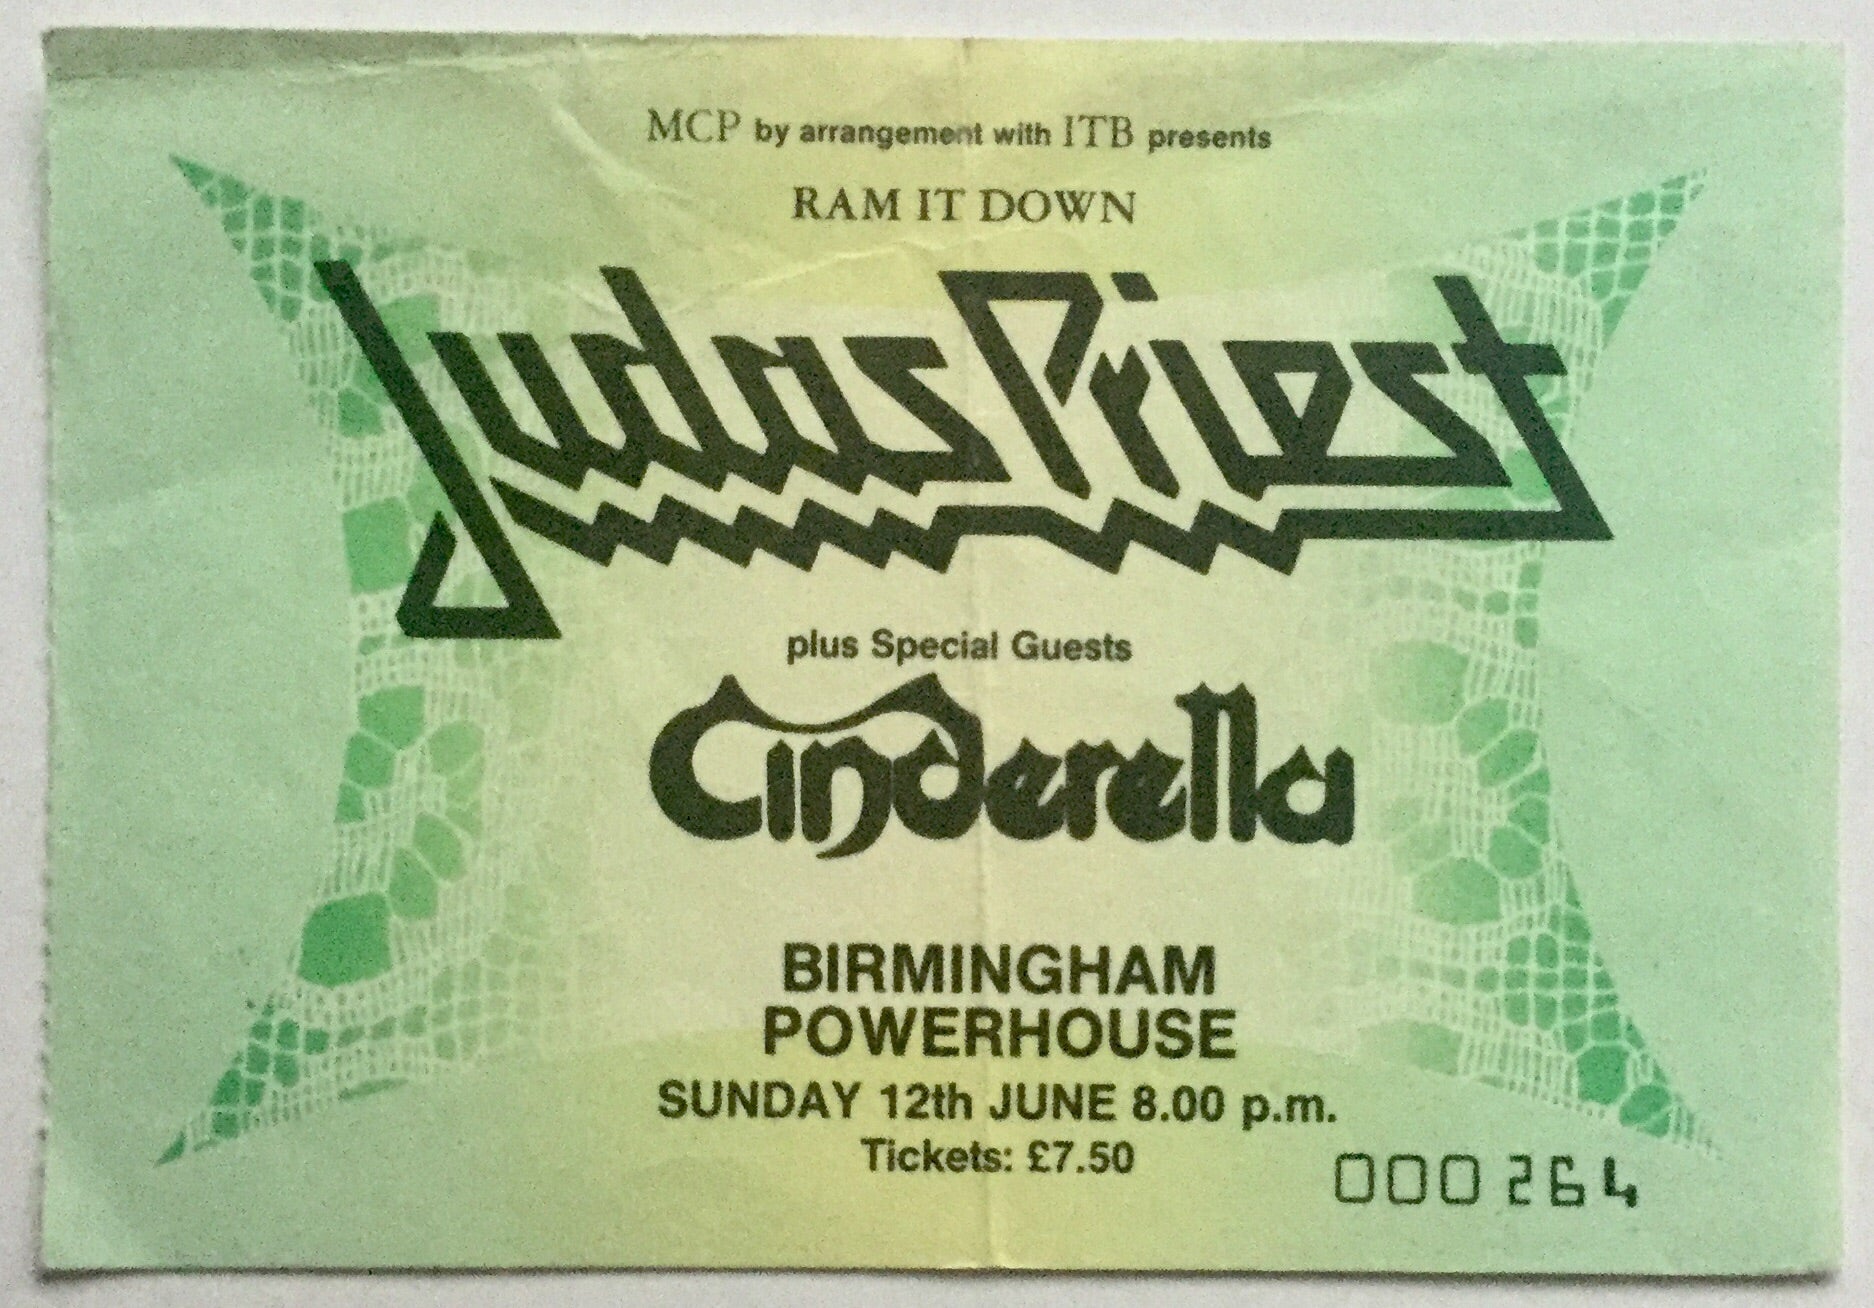 MCP by arrangement with ITB presents
RAM IT DOWN
Judas Priest
plus Special Guests
Cinderella
BIRMINGHAM
POWERHOUSE
SUNDAY 12th JUNE 8.00 p.m.
Tickets: £7.50
000264